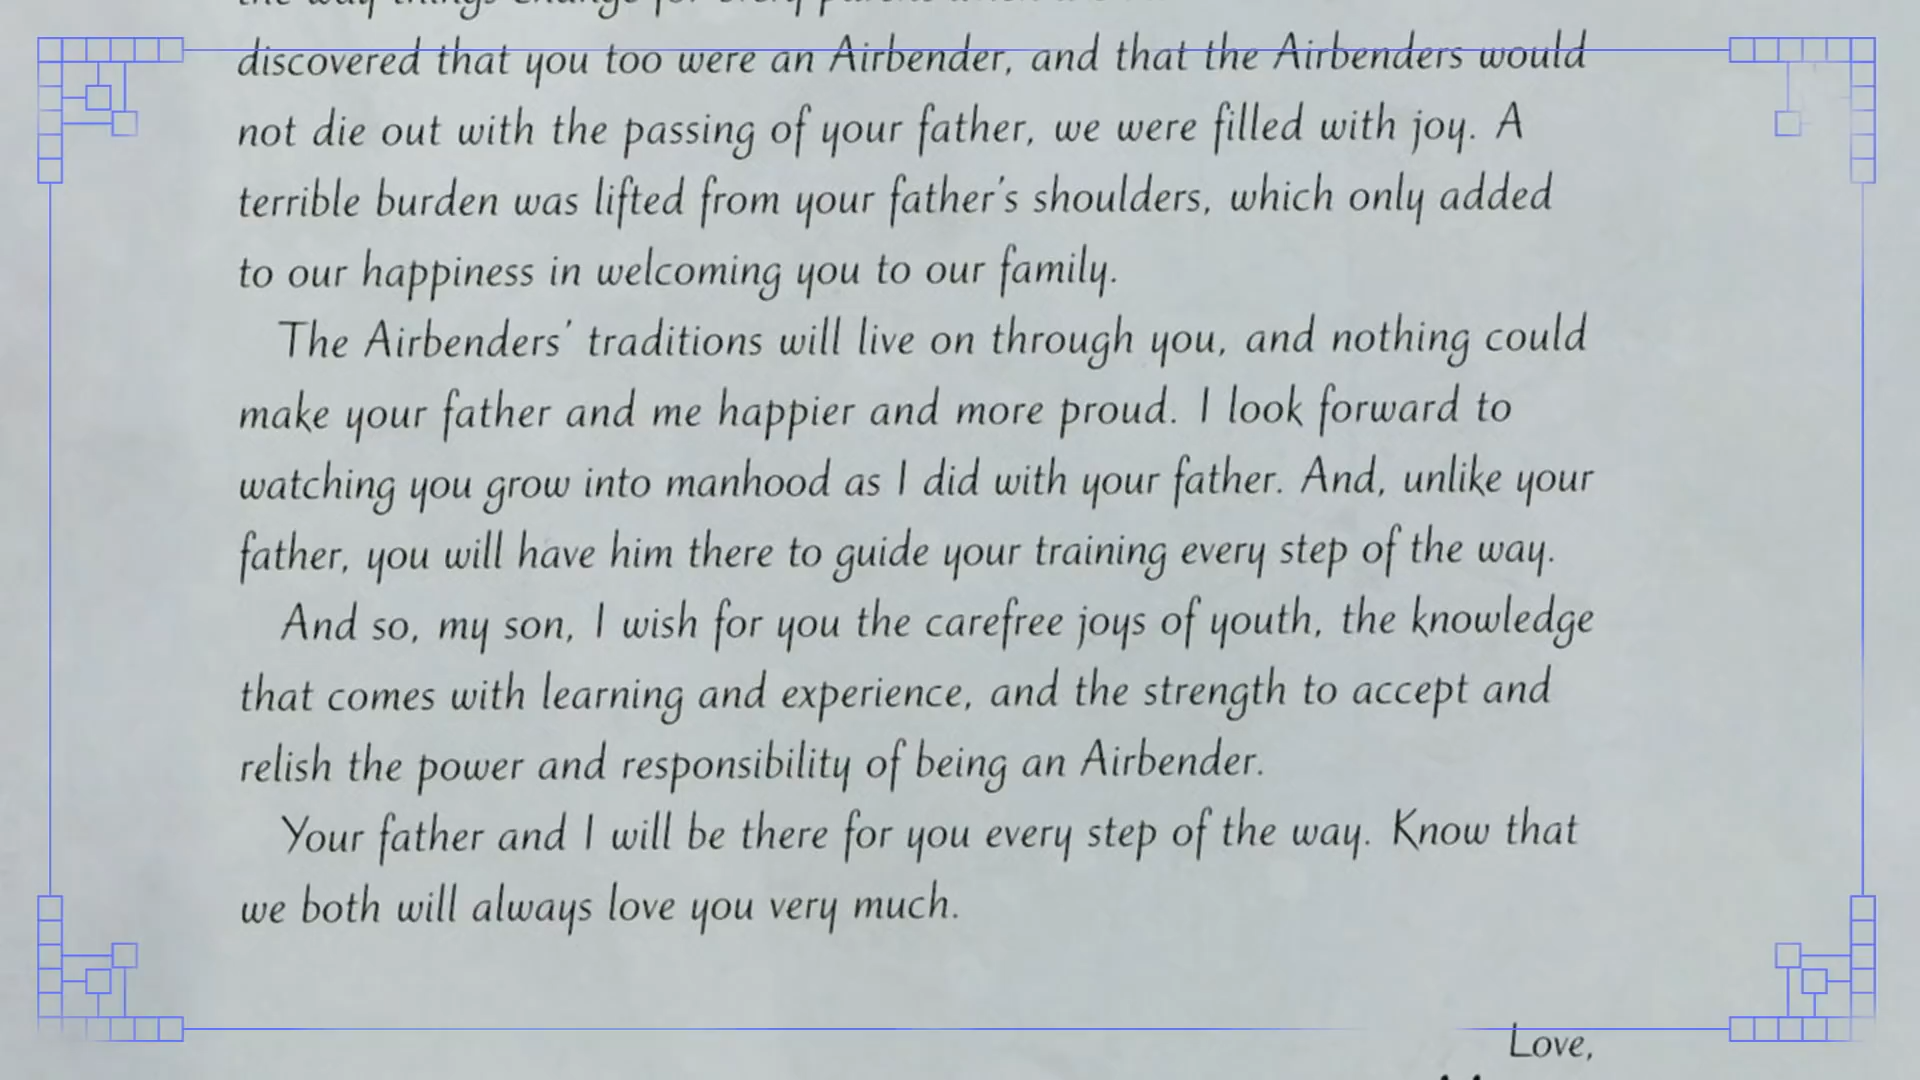 the way things change for every parent when
discovered that you too were an Airbender, and that the Airbenders would
not die out with the passing of your father, we were filled with joy. A
terrible burden was lifted from your father's shoulders, which only added
to our happiness in welcoming you to our family.
The Airbenders' traditions will live on through you, and nothing could
make your father and me happier and more proud. I look forward to
watching you grow into manhood as I did with your father. And, unlike your
father, you will have him there to guide your training every step of the way.
And so, my son, I wish for you the carefree joys of youth, the knowledge
that comes with learning and experience, and the strength to accept and
relish the power and responsibility of being an Airbender.
Your father and I will be there for you every step of the way. Know that
we both will always love you very much.
Love,